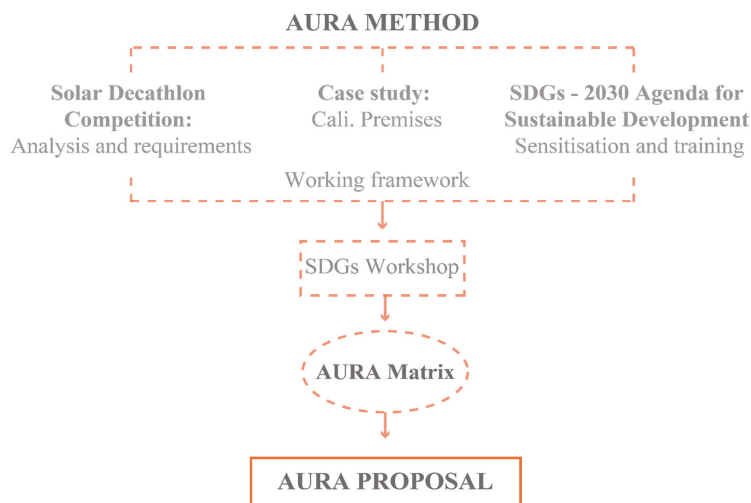 AURA METHOD
Solar Decathlon
Competition:
Analysis and requirements
Case study:
Cali. Premises
SDGs - 2030 Agenda for
Sustainable Development
Sensitisation and training
Working framework
SDGs Workshop
AURA Matrix
AURA PROPOSAL